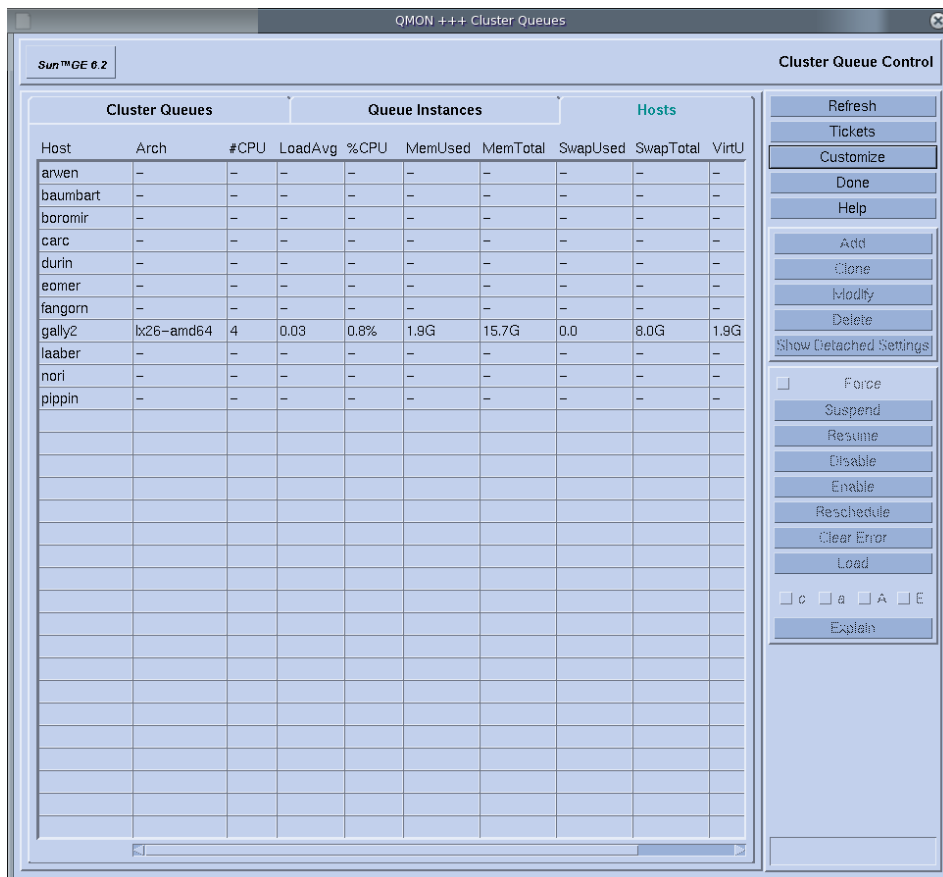 QMON +++ Cluster Queues
Sun™GE 6.2
Cluster Queue Control
Cluster Queues Queue Instances Hosts
Host Arch #CPU LoadAvg %CPU MemUsed MemTotal SwapUsed SwapTotal VirtU
arwen – – – – – – – – –
baumbart – – – – – – – – –
boromir – – – – – – – – –
carc – – – – – – – – –
durin – – – – – – – – –
eomer – – – – – – – – –
fangorn – – – – – – – – –
gally2 lx26-amd64 4 0.03 0.8% 1.9G 15.7G 0.0 8.0G 1.9G
laaber – – – – – – – – –
nori – – – – – – – – –
pippin – – – – – – – – –
Refresh
Tickets
Customize
Done
Help
Add
Clone
Modify
Delete
Show Detached Settings
Force
Suspend
Resume
Disable
Enable
Reschedule
Clear Error
Load
c a A E
Explain